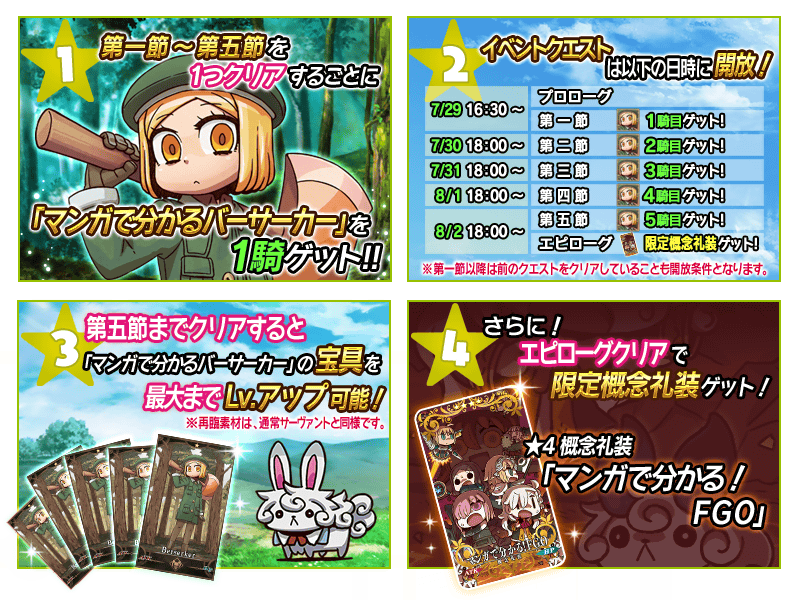 1
第一節～第五節を
1つクリアするごとに
「マンガで分かるバーサーカー」を
1騎ゲット!!
2
イベントクエスト
は以下の日時に開放！
7/29 16:30～
プロローグ
第一節 1騎目ゲット!
7/30 18:00～ 第二節 2騎目ゲット!
7/31 18:00～ 第三節 3騎目ゲット!
8/1 18:00～ 第四節 4騎目ゲット!
8/2 18:00～
第五節 5騎目ゲット!
エピローグ 限定概念礼装ゲット!
※第一節以降は前のクエストをクリアしていることも開放条件となります。
3
第五節までクリアすると
「マンガで分かるバーサーカー」の宝具を
最大までLv.アップ可能！
※再臨素材は、通常サーヴァントと同様です。
Berserker
4
さらに！
エピローグクリアで
限定概念礼装ゲット！
★4 概念礼装
「マンガで分かる！
FGO」
マンガで分かる!FGO